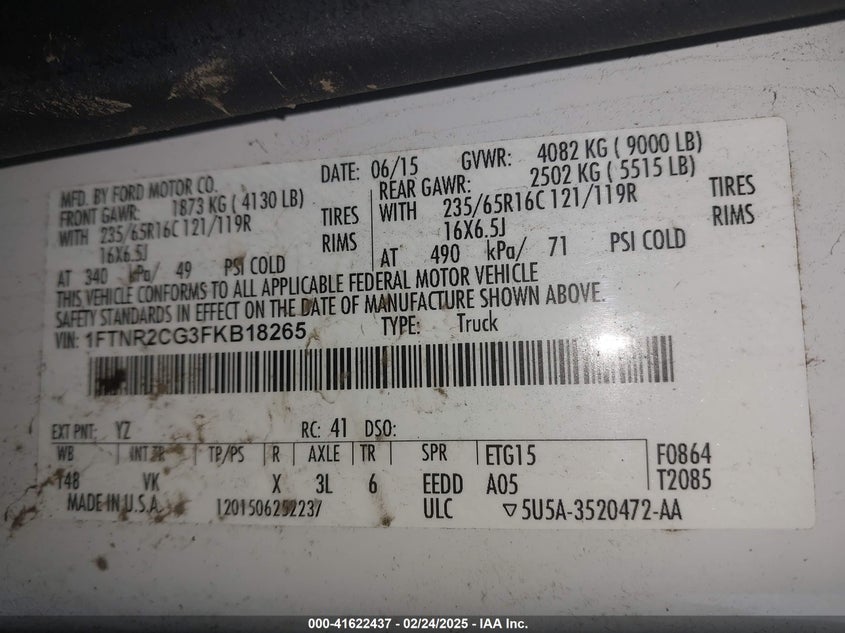 MFD. BY FORD MOTOR CO.
DATE: 06/15 GVWR: 4082 KG ( 9000 LB)
FRONT GAWR: 1873 KG ( 4130 LB)
WITH 235/65R16C 121/119R TIRES
16X6.5J RIMS
AT 340 kPa/ 49 PSI COLD
REAR GAWR: 2502 KG ( 5515 LB)
WITH 235/65R16C 121/119R TIRES
16X6.5J RIMS
AT 490 kPa/ 71 PSI COLD
THIS VEHICLE CONFORMS TO ALL APPLICABLE FEDERAL MOTOR VEHICLE
SAFETY STANDARDS IN EFFECT ON THE DATE OF MANUFACTURE SHOWN ABOVE.
VIN: 1FTNR2CG3FKB18265 TYPE: Truck
EXT PNT: YZ RC: 41 DSO:
WB INT TR TP/PS R AXLE TR SPR ETG15 F0864
148 VK X 3L 6 EEDD A05 T2085
MADE IN U.S.A. 1201506252237 ULC ▽5U5A-3520472-AA
000-41622437 - 02/24/2025 - IAA Inc.